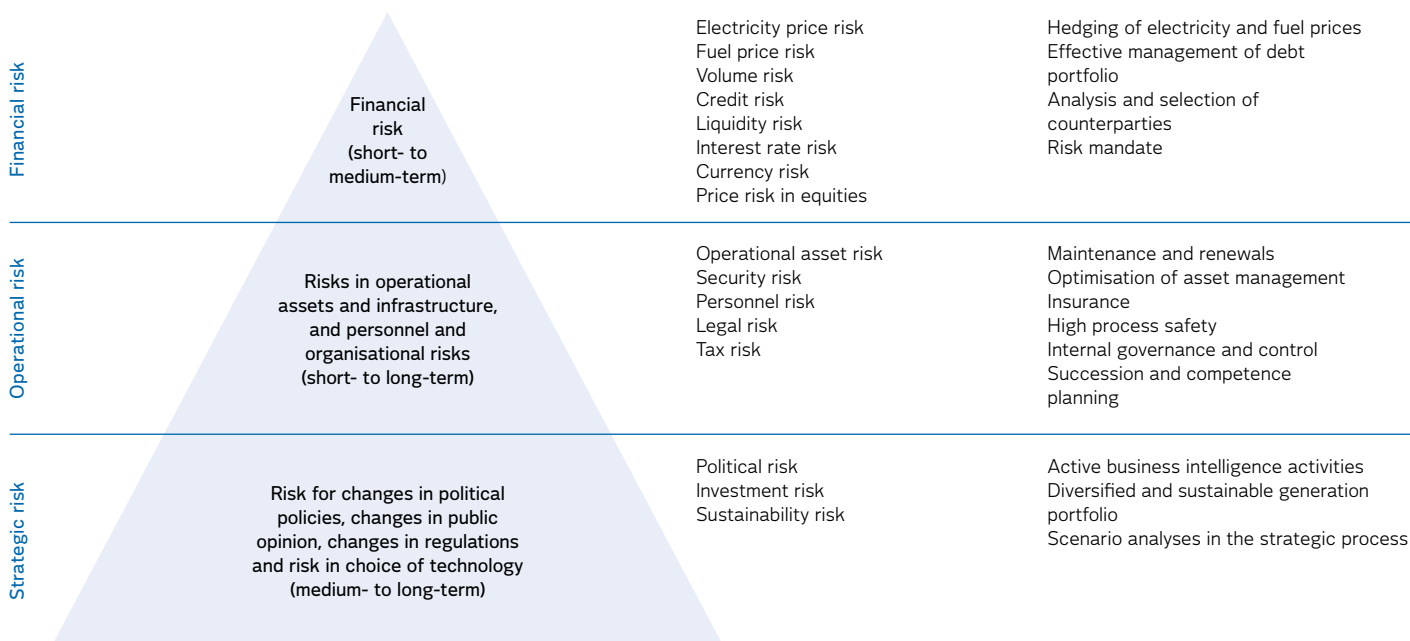 Financial risk
Financial
risk
(short- to
medium-term)
Electricity price risk
Fuel price risk
Volume risk
Credit risk
Liquidity risk
Interest rate risk
Currency risk
Price risk in equities
Hedging of electricity and fuel prices
Effective management of debt
portfolio
Analysis and selection of
counterparties
Risk mandate
Operational risk
Risks in operational
assets and infrastructure,
and personnel and
organisational risks
(short- to long-term)
Operational asset risk
Security risk
Personnel risk
Legal risk
Tax risk
Maintenance and renewals
Optimisation of asset management
Insurance
High process safety
Internal governance and control
Succession and competence
planning
Strategic risk
Risk for changes in political
policies, changes in public
opinion, changes in regulations
and risk in choice of technology
(medium- to long-term)
Political risk
Investment risk
Sustainability risk
Active business intelligence activities
Diversified and sustainable generation
portfolio
Scenario analyses in the strategic process